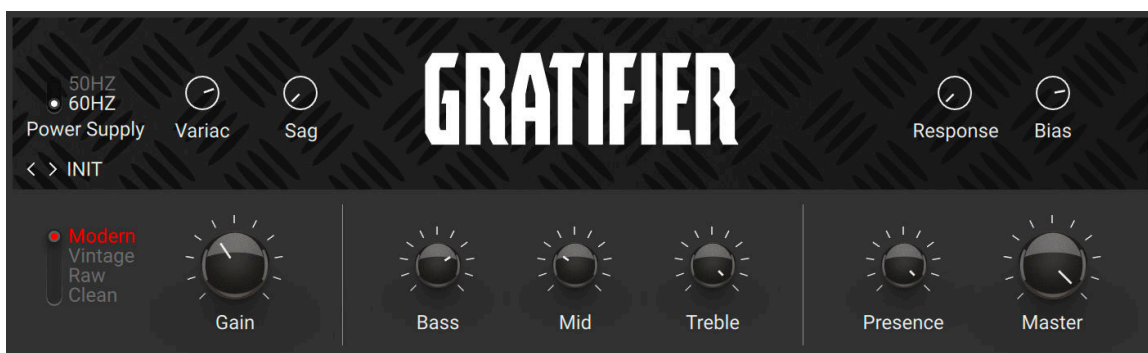 GRATIFIER
50HZ
60HZ
Power Supply
Variac
Sag
Response
Bias
< > INIT
Modern
Vintage
Raw
Clean
Gain
Bass
Mid
Treble
Presence
Master